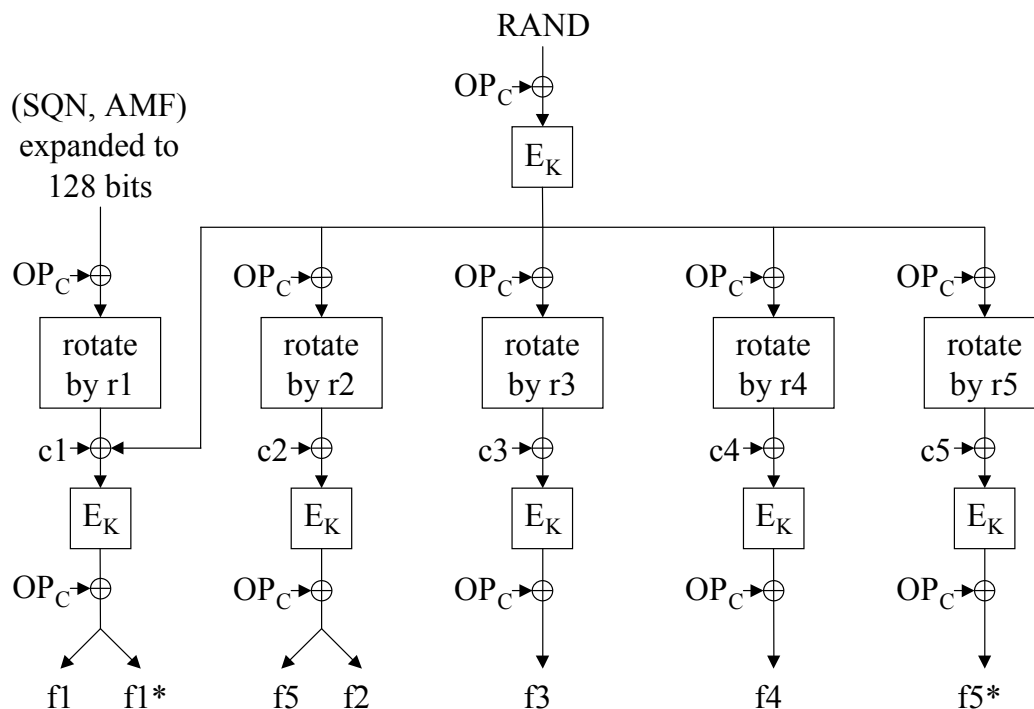 RAND
OPC
(SQN, AMF)
expanded to
128 bits
EK
OPC OPC OPC OPC OPC
rotate by r1
rotate by r2
rotate by r3
rotate by r4
rotate by r5
c1 c2 c3 c4 c5
EK EK EK EK EK
OPC OPC OPC OPC OPC
f1 f1* f5 f2 f3 f4 f5*